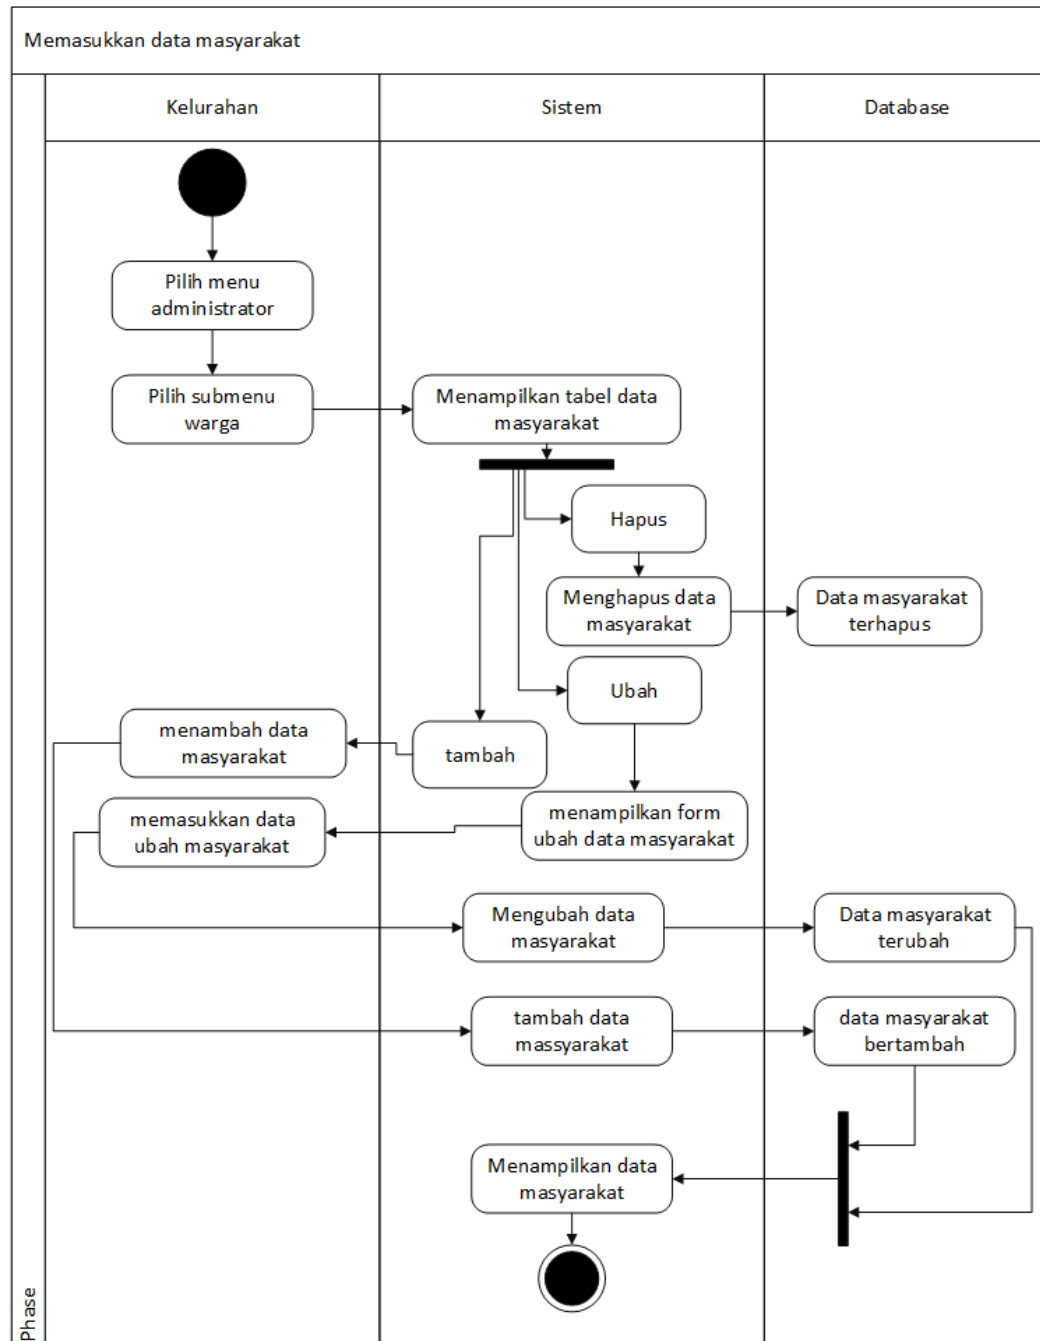 Memasukkan data masyarakat
Kelurahan
Sistem
Database
Pilih menu
administrator
Pilih submenu
warga
Menampilkan tabel data
masyarakat
Hapus
Menghapus data
masyarakat
Data masyarakat
terhapus
Ubah
menambah data
masyarakat
tambah
memasukkan data
ubah masyarakat
menampilkan form
ubah data masyarakat
Mengubah data
masyarakat
Data masyarakat
terubah
tambah data
massyarakat
data masyarakat
bertambah
Menampilkan data
masyarakat
Phase